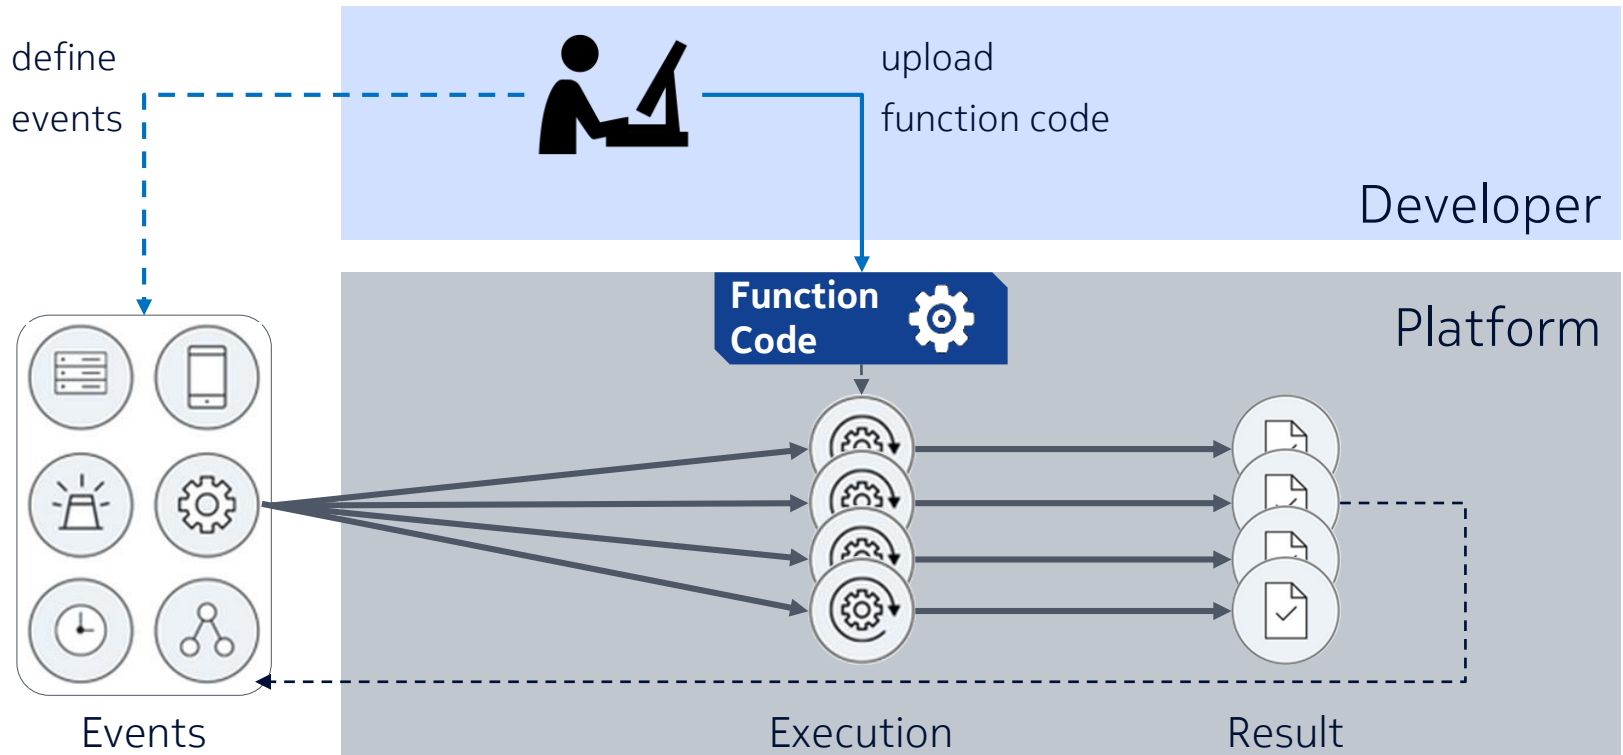 define
events
upload
function code
Developer
Function
Code
Platform
Events
Execution
Result